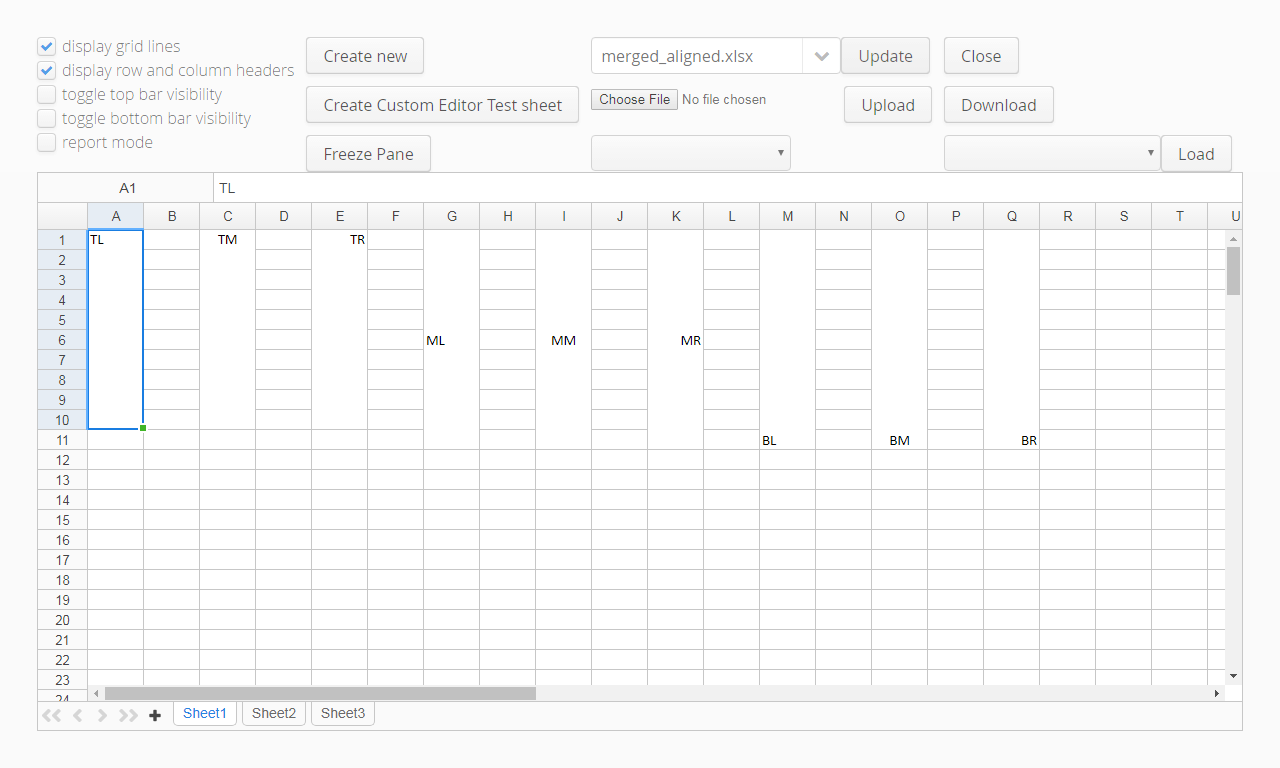 display grid lines
display row and column headers
toggle top bar visibility
toggle bottom bar visibility
report mode
Create new
merged_aligned.xlsx
Update
Close
Create Custom Editor Test sheet
Choose File No file chosen
Upload
Download
Freeze Pane
Load
A1 TL
A B C D E F G H I J K L M N O P Q R S T U
1 TL TM TR
2
3
4
5
6 ML MM MR
7
8
9
10
11 BL BM BR
12
13
14
15
16
17
18
19
20
21
22
23
24
Sheet1 Sheet2 Sheet3